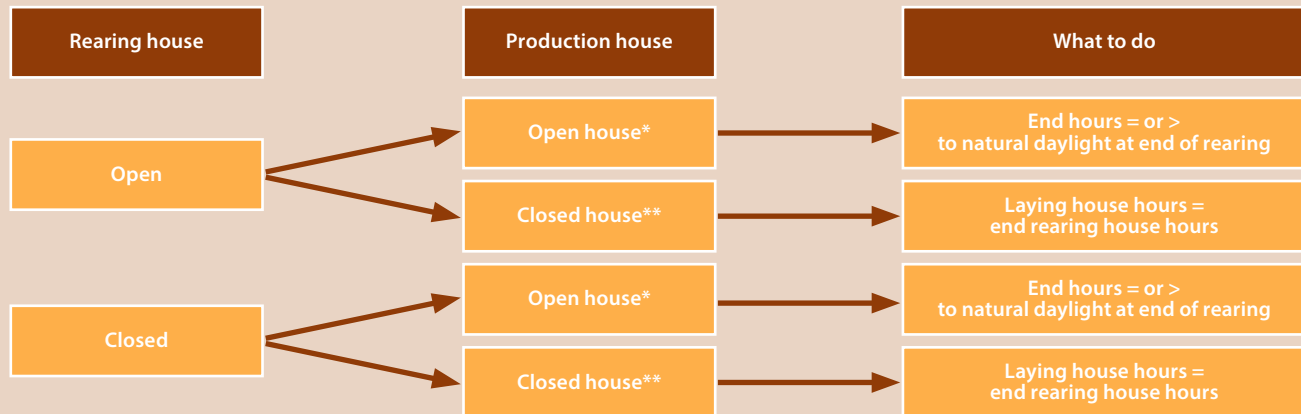 Rearing house
Production house
What to do
Open
Open house*
End hours = or >
to natural daylight at end of rearing
Closed house**
Laying house hours =
end rearing house hours
Closed
Open house*
End hours = or >
to natural daylight at end of rearing
Closed house**
Laying house hours =
end rearing house hours